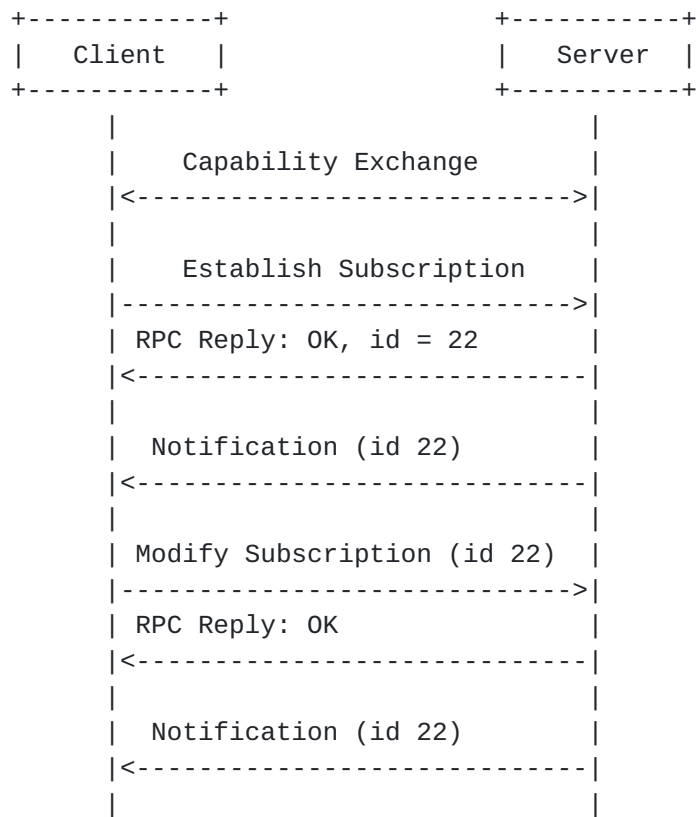 +------------+                 +-----------+
|   Client   |                 |   Server  |
+------------+                 +-----------+
      |                              |
      |    Capability Exchange       |
      |<---------------------------->|
      |                              |
      |    Establish Subscription    |
      |----------------------------->|
      | RPC Reply: OK, id = 22       |
      |<-----------------------------|
      |                              |
      |  Notification (id 22)        |
      |<-----------------------------|
      |                              |
      | Modify Subscription (id 22)  |
      |----------------------------->|
      | RPC Reply: OK                |
      |<-----------------------------|
      |                              |
      |  Notification (id 22)        |
      |<-----------------------------|
      |                              |